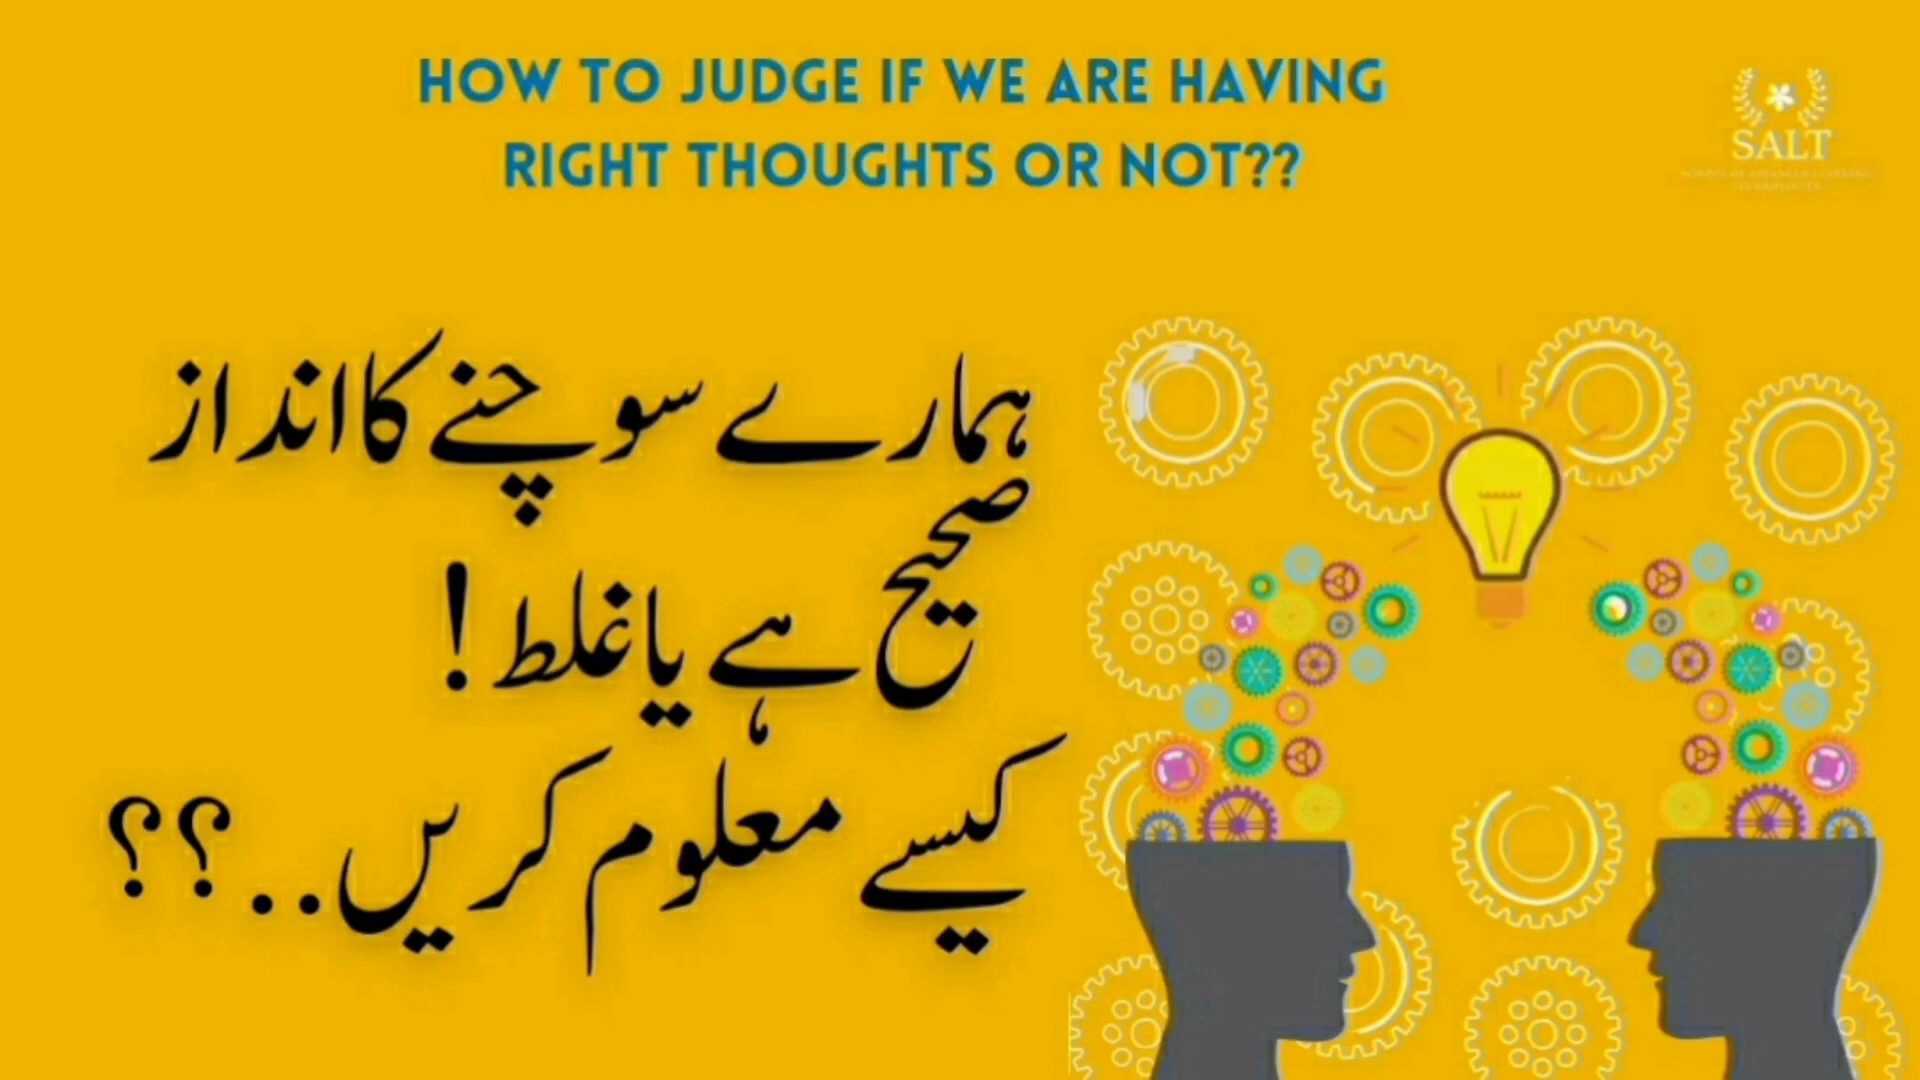 HOW TO JUDGE IF WE ARE HAVING
RIGHT THOUGHTS OR NOT??
SALT
ہمارے سوچنے کا انداز
صحیح ہے یا غلط!
کیسے معلوم کریں..؟؟